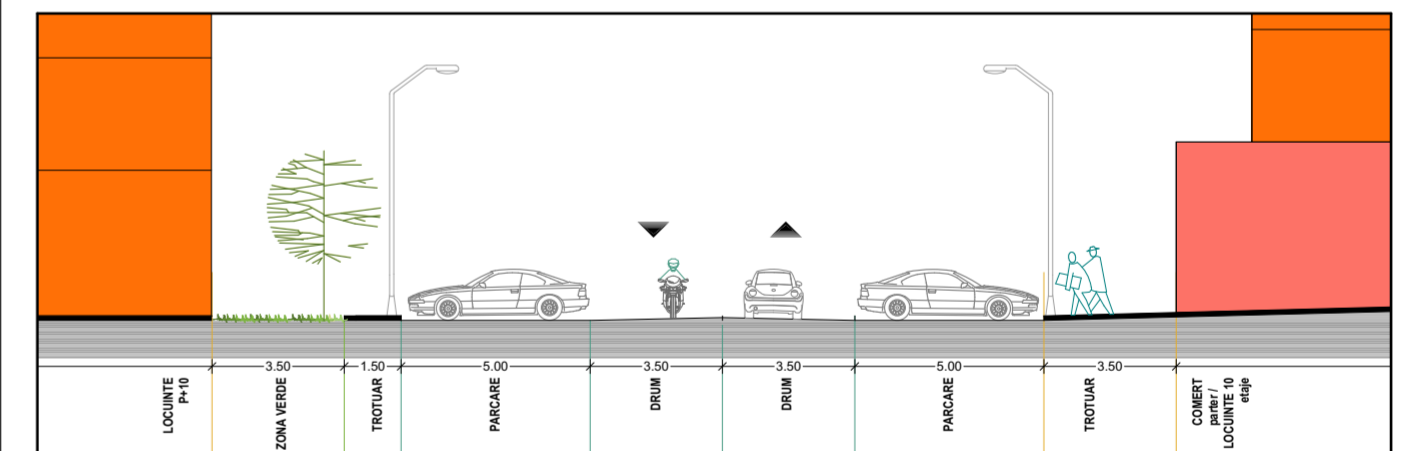 3.50
1.50
5.00
3.50
3.50
5.00
3.50
LOCUINTE
P+10
ZONA VERDE
TROTUAR
PARCARE
DRUM
DRUM
PARCARE
TROTUAR
COMERT
parter /
LOCUINTE 10
etaje